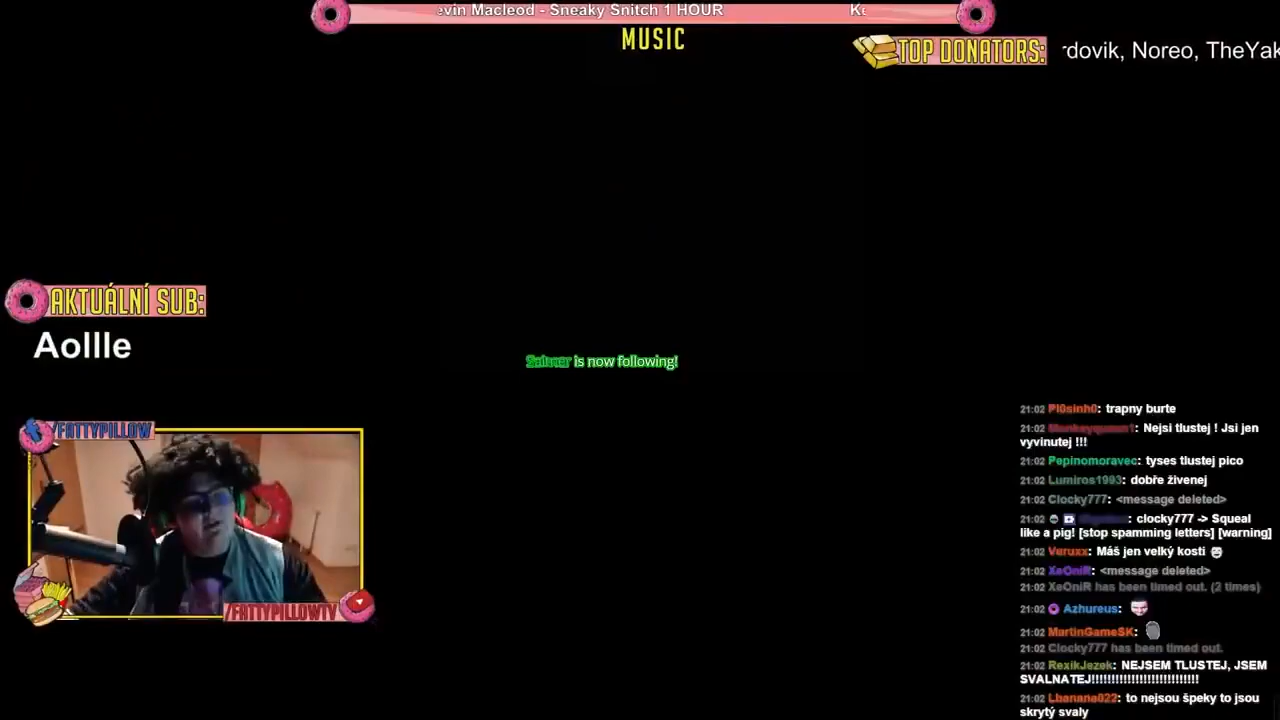 evin Macleod - Sneaky Snitch 1 HOUR
MUSIC
TOP DONATORS:
rdovik, Noreo, TheYak
AKTUÁLNÍ SUB:
Aollle
is now following!
/FATTYPILLOW
/FATTYPILLOWTV
21:02 Pl0sinh0: trapny burte
21:02 Monkeyqueen1: Nejsi tlustej ! Jsi jen
vyvinutej !!!
21:02 Pepinomoravec: tyses tlustej pico
21:02 Lumiros1993: dobře živenej
21:02 Clocky777: <message deleted>
21:02 : clocky777 -> Squeal
like a pig! [stop spamming letters] [warning]
21:02 Veruxx: Máš jen velký kosti
21:02 XeOniR: <message deleted>
21:02 XeOniR has been timed out. (2 times)
21:02 Azhureus:
21:02 MartinGameSK:
21:02 Clocky777 has been timed out.
21:02 RexikJezek: NEJSEM TLUSTEJ, JSEM
SVALNATEJ!!!!!!!!!!!!!!!!!!!!!!!!!!!
21:02 Lbanana022: to nejsou špeky to jsou
skrytý svaly